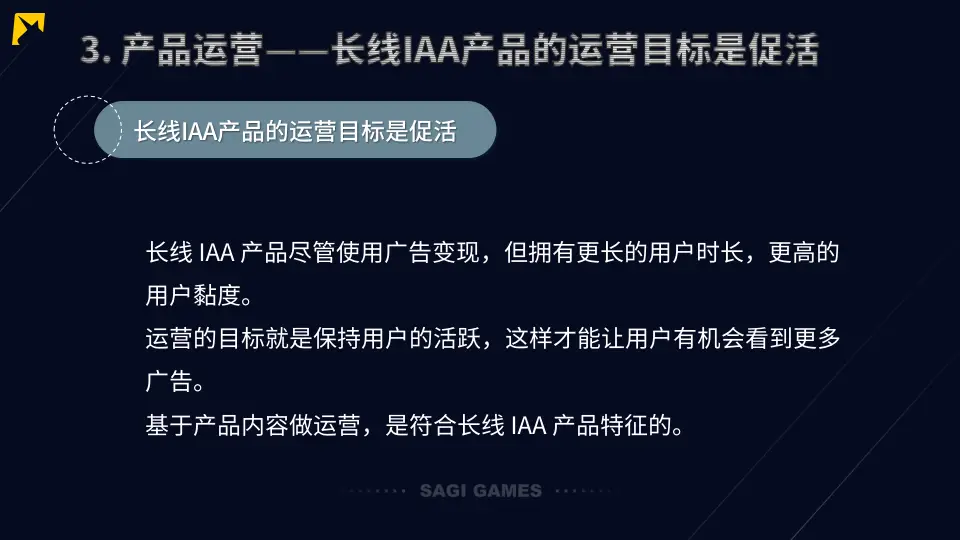 3. 产品运营——长线IAA产品的运营目标是促活
长线IAA产品的运营目标是促活
长线 IAA 产品尽管使用广告变现，但拥有更长的用户时长，更高的
用户黏度。
运营的目标就是保持用户的活跃，这样才能让用户有机会看到更多
广告。
基于产品内容做运营，是符合长线 IAA 产品特征的。
SAGI GAMES